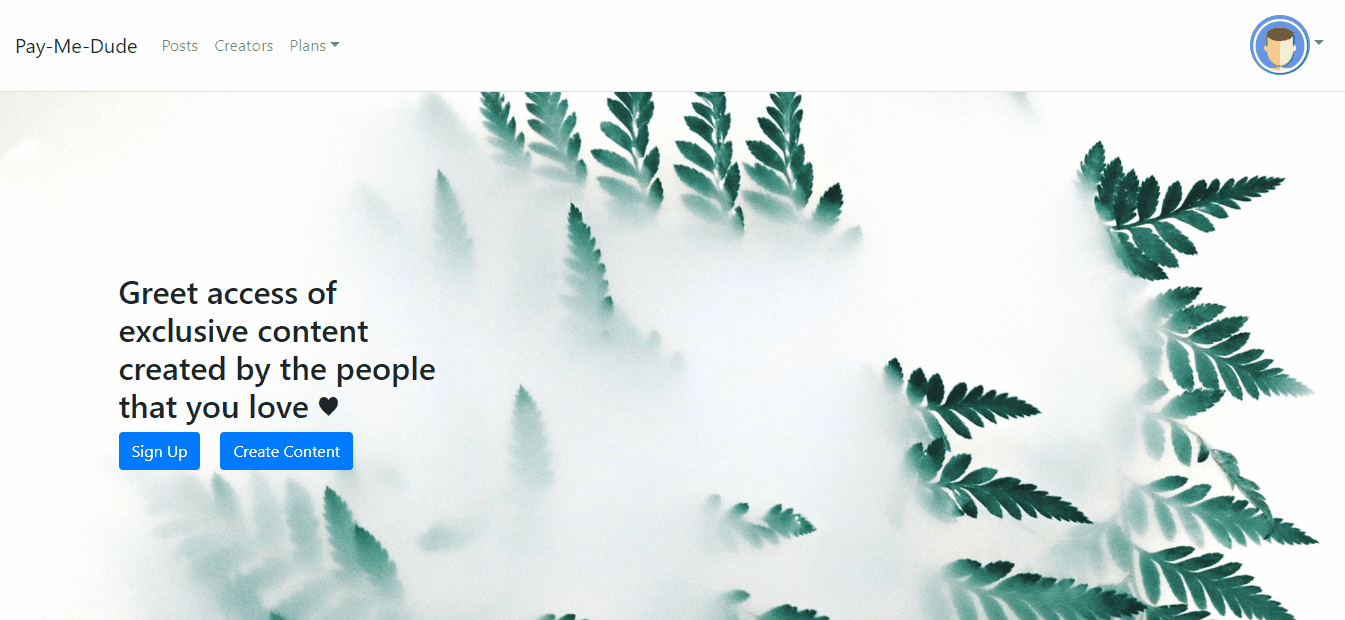 Pay-Me-Dude Posts Creators Plans
Greet access of
exclusive content
created by the people
that you love ♥
Sign Up Create Content